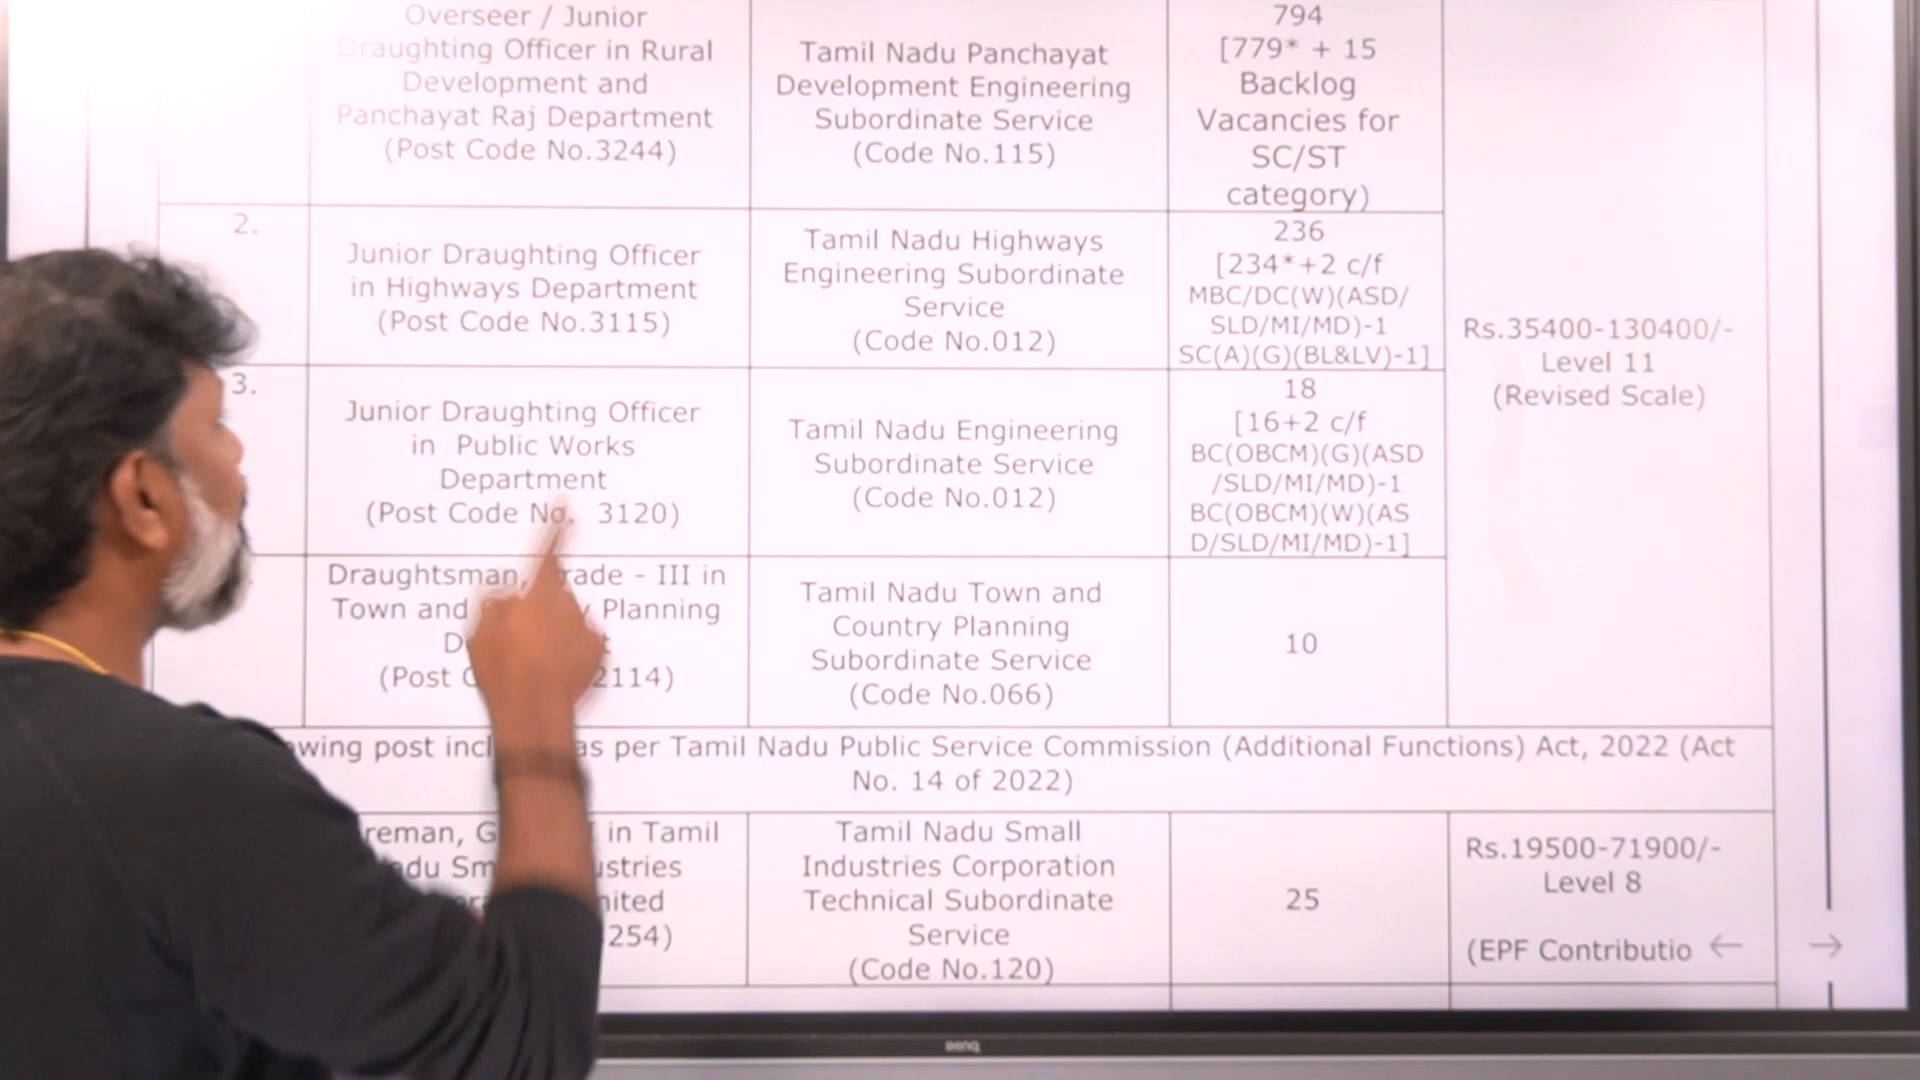 Overseer / Junior
Draughting Officer in Rural
Development and
Panchayat Raj Department
(Post Code No.3244)
Tamil Nadu Panchayat
Development Engineering
Subordinate Service
(Code No.115)
794
[779* + 15
Backlog
Vacancies for
SC/ST
category)
2.
Junior Draughting Officer
in Highways Department
(Post Code No.3115)
Tamil Nadu Highways
Engineering Subordinate
Service
(Code No.012)
236
[234*+2 c/f
MBC/DC(W)(ASD/
SLD/MI/MD)-1
SC(A)(G)(BL&LV)-1]
Rs.35400-130400/-
Level 11
(Revised Scale)
3.
Junior Draughting Officer
in Public Works
Department
(Post Code No. 3120)
Tamil Nadu Engineering
Subordinate Service
(Code No.012)
18
[16+2 c/f
BC(OBCM)(G)(ASD
/SLD/MI/MD)-1
BC(OBCM)(W)(AS
D/SLD/MI/MD)-1]
Draughtsman, rade - III in
Town and Planning
(Post 2114)
Tamil Nadu Town and
Country Planning
Subordinate Service
(Code No.066)
10
wing post incl as per Tamil Nadu Public Service Commission (Additional Functions) Act, 2022 (Act
No. 14 of 2022)
reman, G in Tamil
adu Sm stries
ited
254)
Tamil Nadu Small
Industries Corporation
Technical Subordinate
Service
(Code No.120)
25
Rs.19500-71900/-
Level 8
(EPF Contributio
BenQ